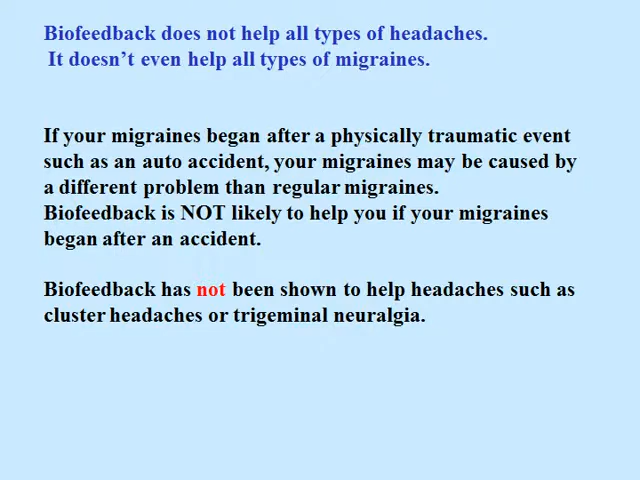 Biofeedback does not help all types of headaches.
It doesn’t even help all types of migraines.
If your migraines began after a physically traumatic event
such as an auto accident, your migraines may be caused by
a different problem than regular migraines.
Biofeedback is NOT likely to help you if your migraines
began after an accident.
Biofeedback has not been shown to help headaches such as
cluster headaches or trigeminal neuralgia.